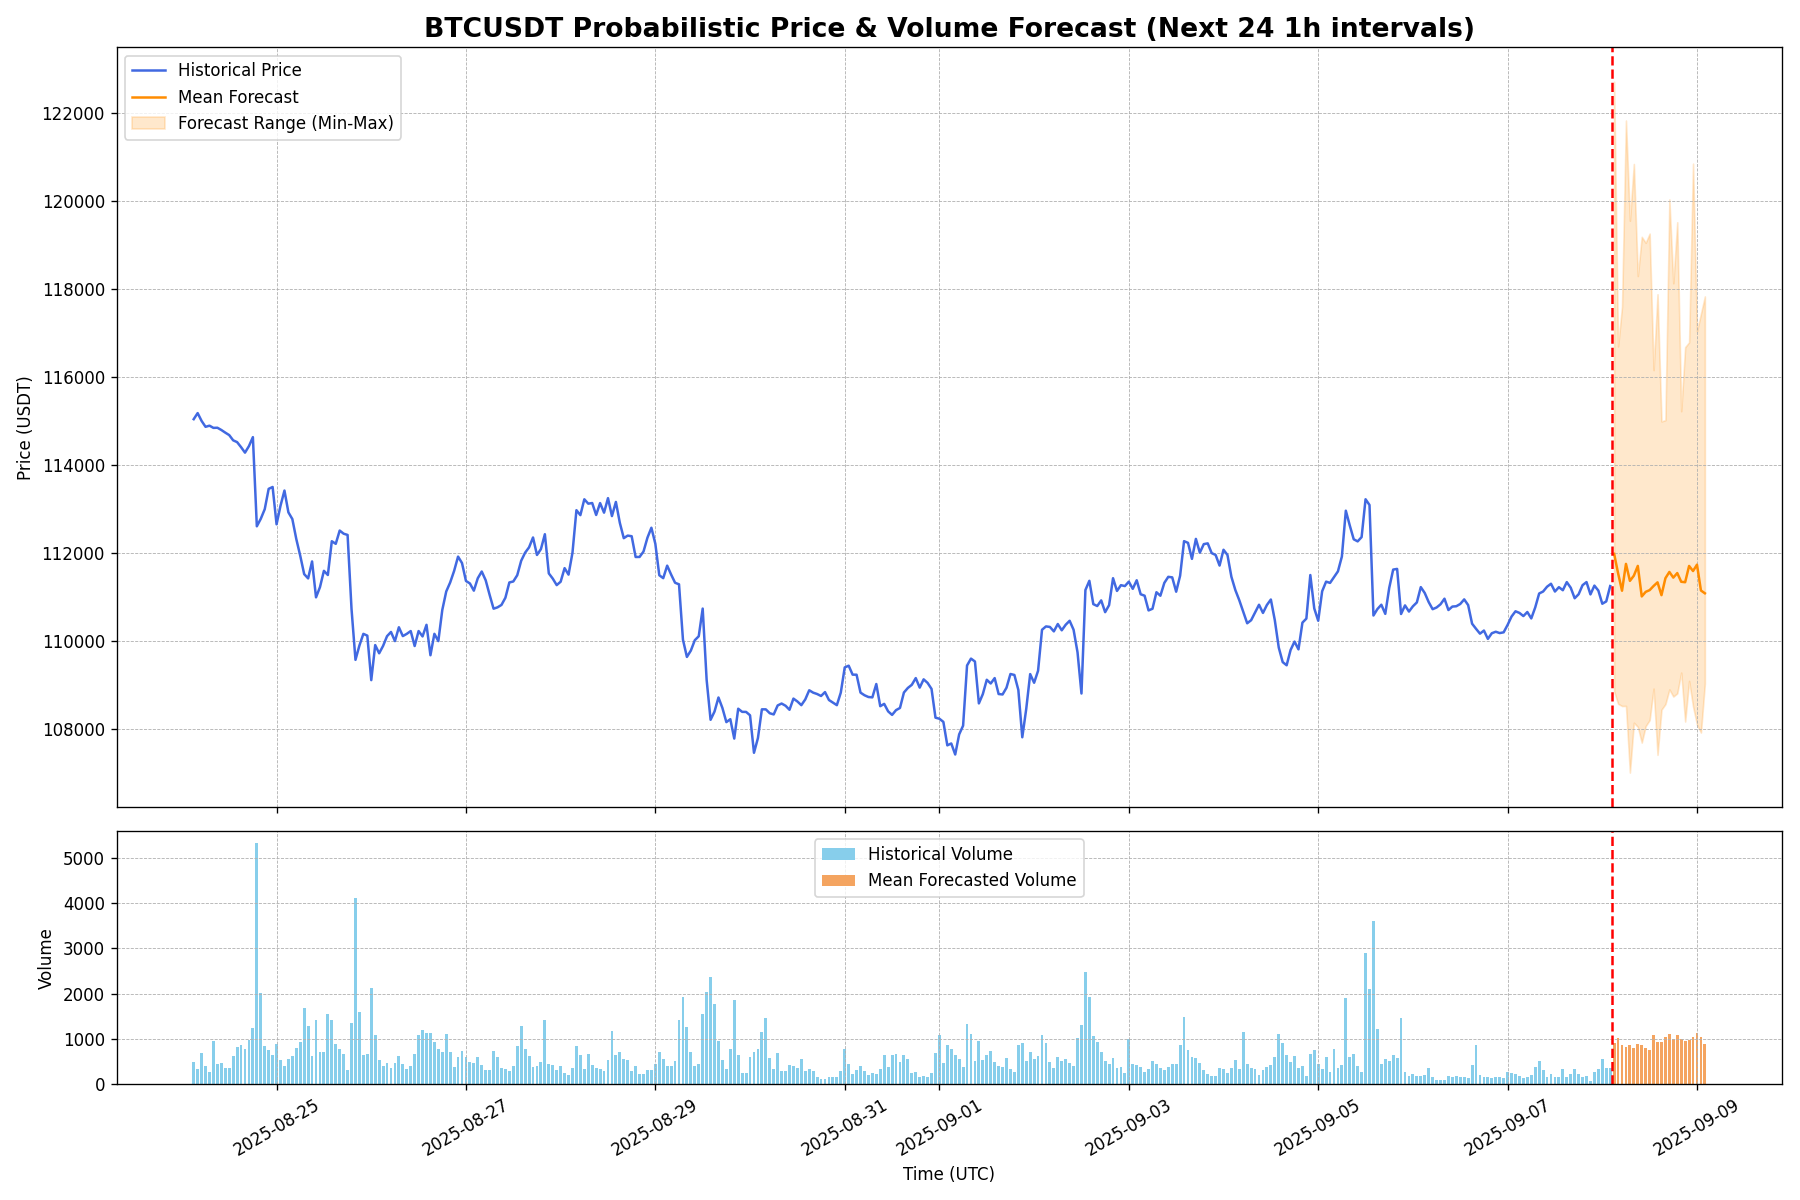 BTCUSDT Probabilistic Price & Volume Forecast (Next 24 1h intervals)
Historical Price
Mean Forecast
Forecast Range (Min-Max)
Price (USDT)
122000
120000
118000
116000
114000
112000
110000
108000
Historical Volume
Mean Forecasted Volume
Volume
5000
4000
3000
2000
1000
0
2025-08-25
2025-08-27
2025-08-29
2025-08-31
2025-09-01
2025-09-03
2025-09-05
2025-09-07
2025-09-09
Time (UTC)